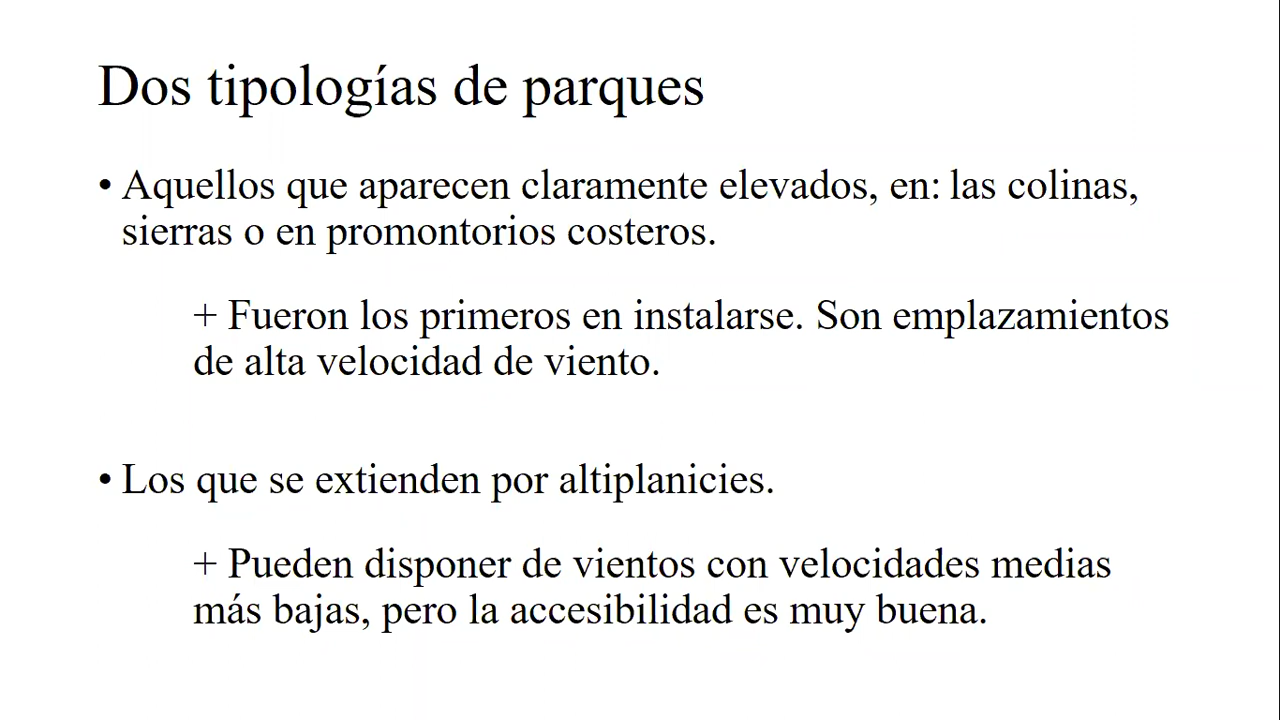 Dos tipologías de parques
• Aquellos que aparecen claramente elevados, en: las colinas,
sierras o en promontorios costeros.
+ Fueron los primeros en instalarse. Son emplazamientos
de alta velocidad de viento.
• Los que se extienden por altiplanicies.
+ Pueden disponer de vientos con velocidades medias
más bajas, pero la accesibilidad es muy buena.